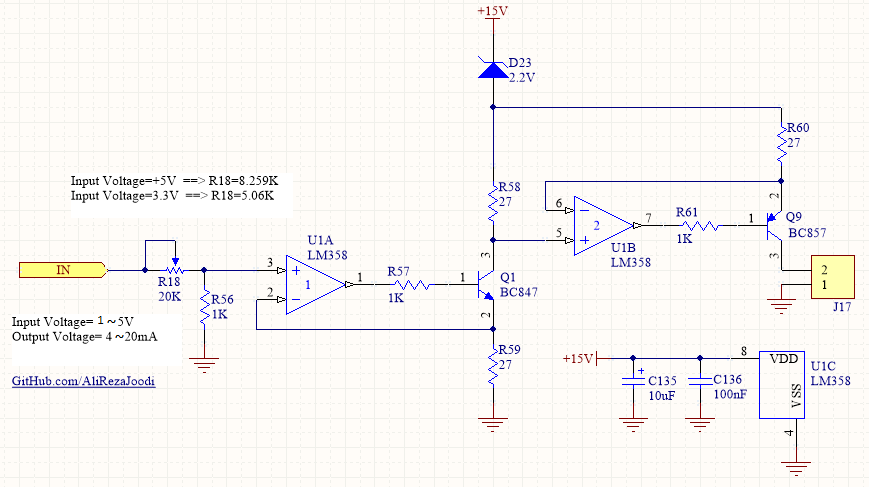 +15V
D23
2.2V
R60
27
Input Voltage=+5V ==> R18=8.259K
Input Voltage=3.3V ==> R18=5.06K
R58
27
6
2
7
5
U1B
LM358
R61
1K
1
2
Q9
BC857
3
U1A
LM358
IN
R18
20K
R56
1K
3
2
1
1
R57
1K
1
3
Q1
BC847
2
2
1
J17
Input Voltage= 1 ~ 5V
Output Voltage= 4 ~20mA
R59
27
GitHub.com/AliRezaJoodi
+15V
+
C135
10uF
C136
100nF
8
VDD
VSS
U1C
LM358
4